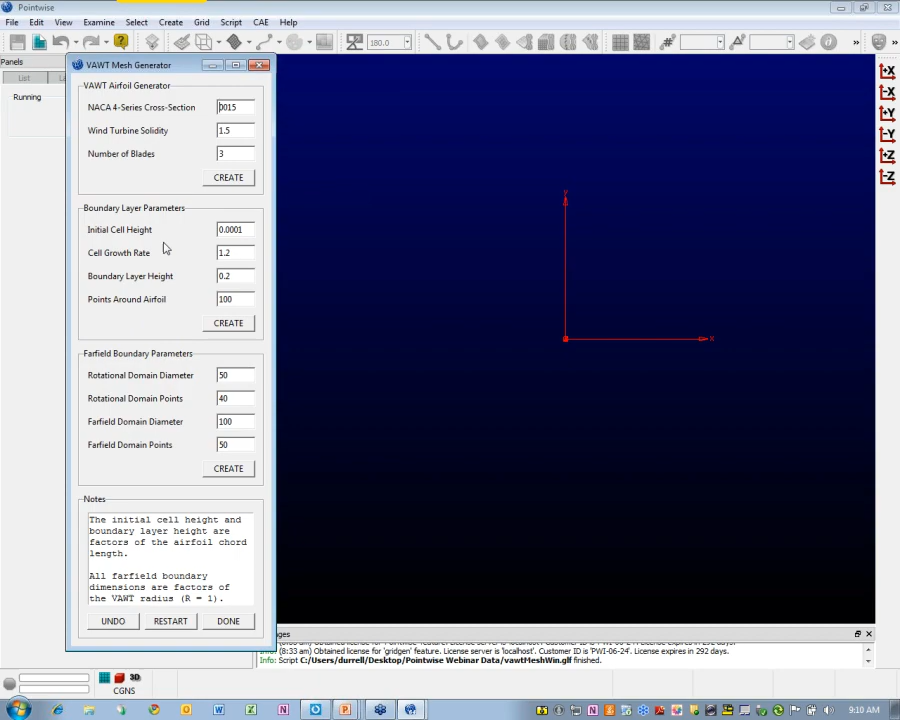 Pointwise
File Edit View Examine Select Create Grid Script CAE Help
180.0
Panels
List
Running
VAWT Mesh Generator
VAWT Airfoil Generator
NACA 4-Series Cross-Section 0015
Wind Turbine Solidity 1.5
Number of Blades 3
CREATE
Boundary Layer Parameters
Initial Cell Height 0.0001
Cell Growth Rate 1.2
Boundary Layer Height 0.2
Points Around Airfoil 100
CREATE
Farfield Boundary Parameters
Rotational Domain Diameter 50
Rotational Domain Points 40
Farfield Domain Diameter 100
Farfield Domain Points 50
CREATE
Notes
The initial cell height and
boundary layer height are
factors of the airfoil chord
length.
All farfield boundary
dimensions are factors of
the VAWT radius (R = 1).
UNDO RESTART DONE
Y
X
+X
-X
+Y
-Y
+Z
-Z
ages
(8:33 am) Obtained license for 'gridgen' feature. License server is 'localhost'. Customer ID is 'PWI-06-24'. License expires in 292 days.
Info: Script C:/Users/durrell/Desktop/Pointwise Webinar Data/vawtMeshWin.glf finished.
3D
CGNS
9:10 AM